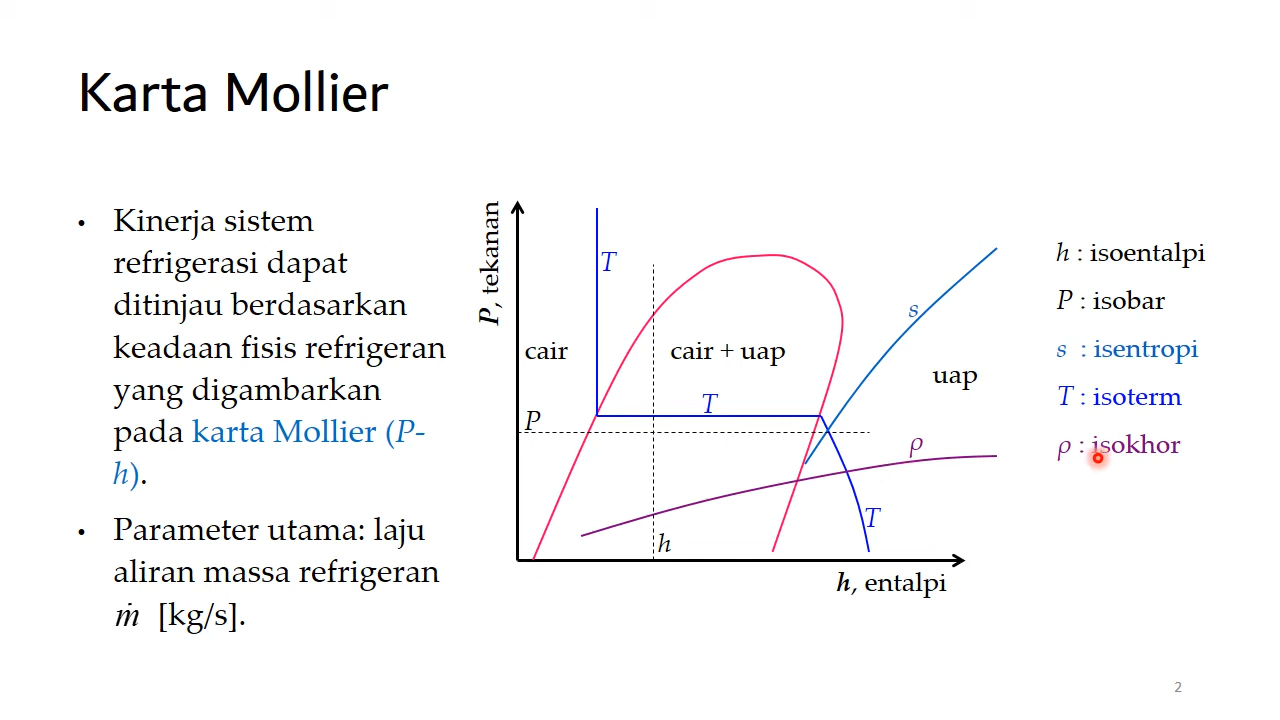 Karta Mollier
• Kinerja sistem
refrigerasi dapat
ditinjau berdasarkan
keadaan fisis refrigeran
yang digambarkan
pada karta Mollier (P-
h).
• Parameter utama: laju
aliran massa refrigeran
ṁ [kg/s].
P, tekanan
T
s
cair
cair + uap
uap
T
P
ρ
T
h
h, entalpi
h : isoentalpi
P : isobar
s : isentropi
T : isoterm
ρ : isokhor
2